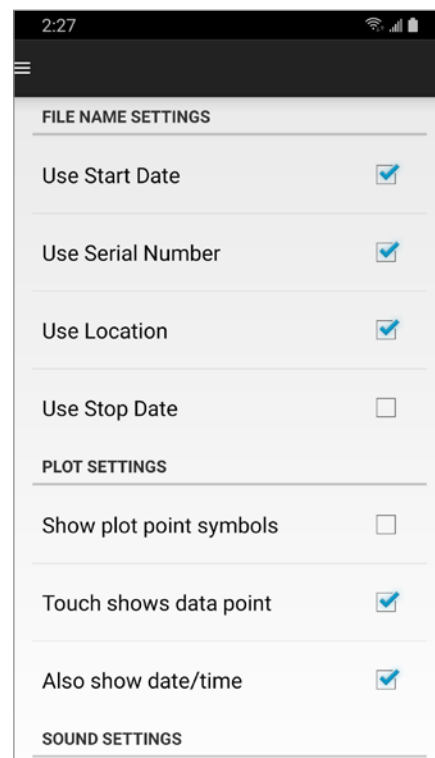 2:27
FILE NAME SETTINGS
Use Start Date
Use Serial Number
Use Location
Use Stop Date
PLOT SETTINGS
Show plot point symbols
Touch shows data point
Also show date/time
SOUND SETTINGS